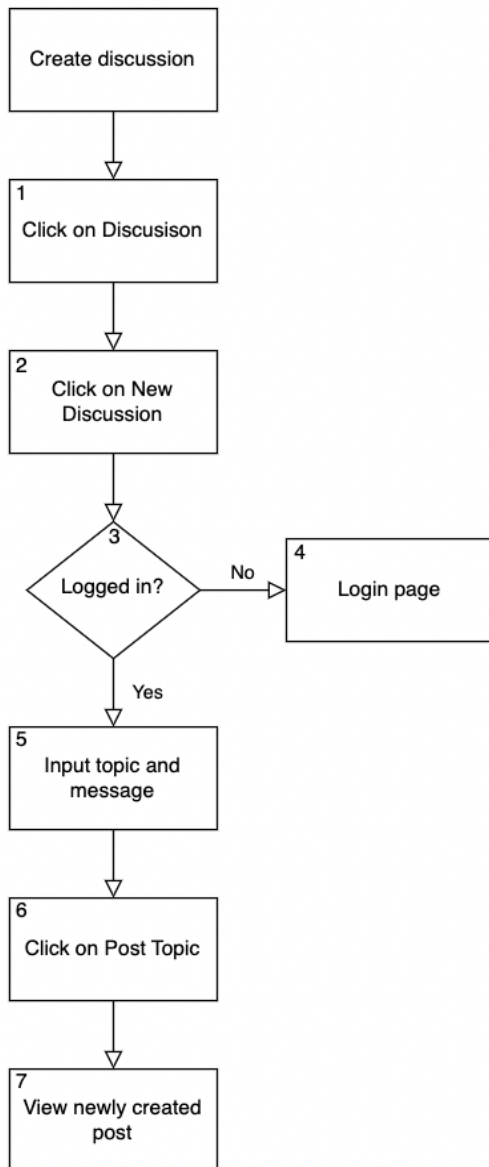 Create discussion
1
Click on Discusison
2
Click on New
Discussion
3
Logged in?
No
4
Login page
Yes
5
Input topic and
message
6
Click on Post Topic
7
View newly created
post